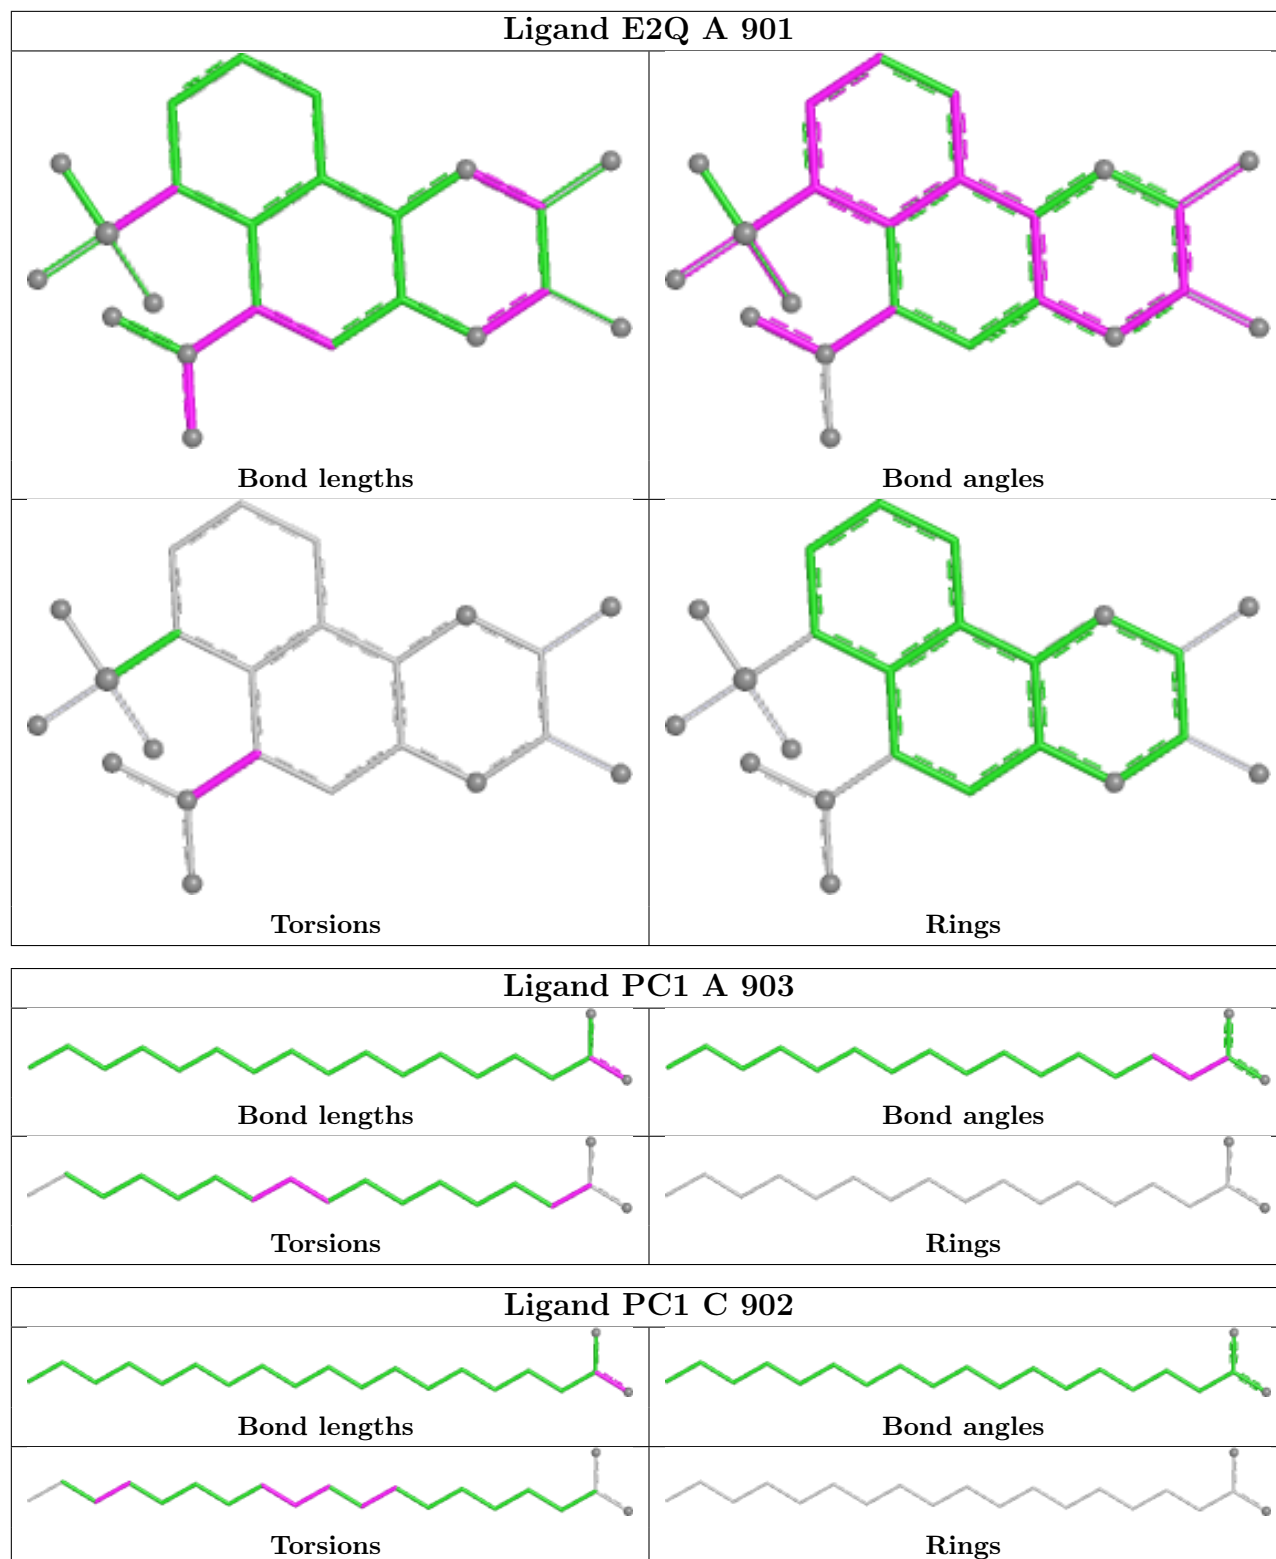 Ligand E2Q A 901
Bond lengths
Bond angles
Torsions
Rings
Ligand PC1 A 903
Bond lengths
Bond angles
Torsions
Rings
Ligand PC1 C 902
Bond lengths
Bond angles
Torsions
Rings